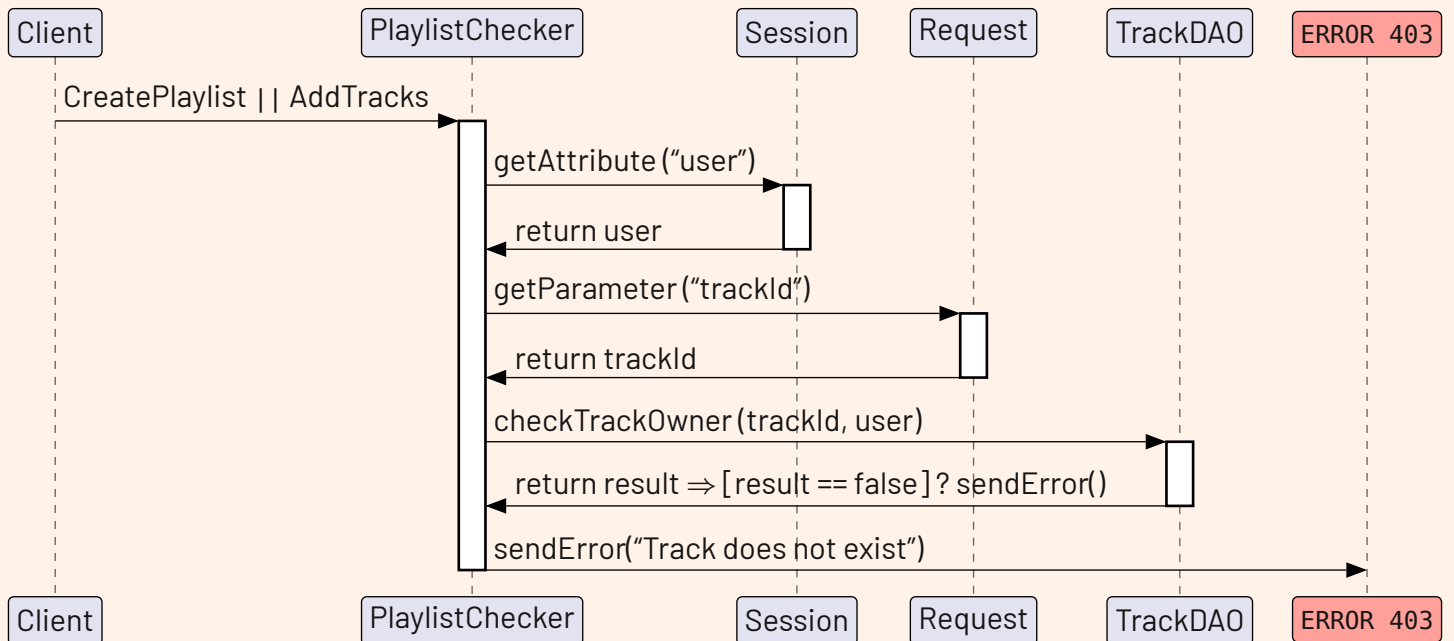 Client PlaylistChecker Session Request TrackDAO ERROR 403
CreatePlaylist || AddTracks
getAttribute (“user”)
return user
getParameter (“trackId”)
return trackId
checkTrackOwner (trackId, user)
return result ⇒ [result == false] ? sendError()
sendError(“Track does not exist”)
Client PlaylistChecker Session Request TrackDAO ERROR 403